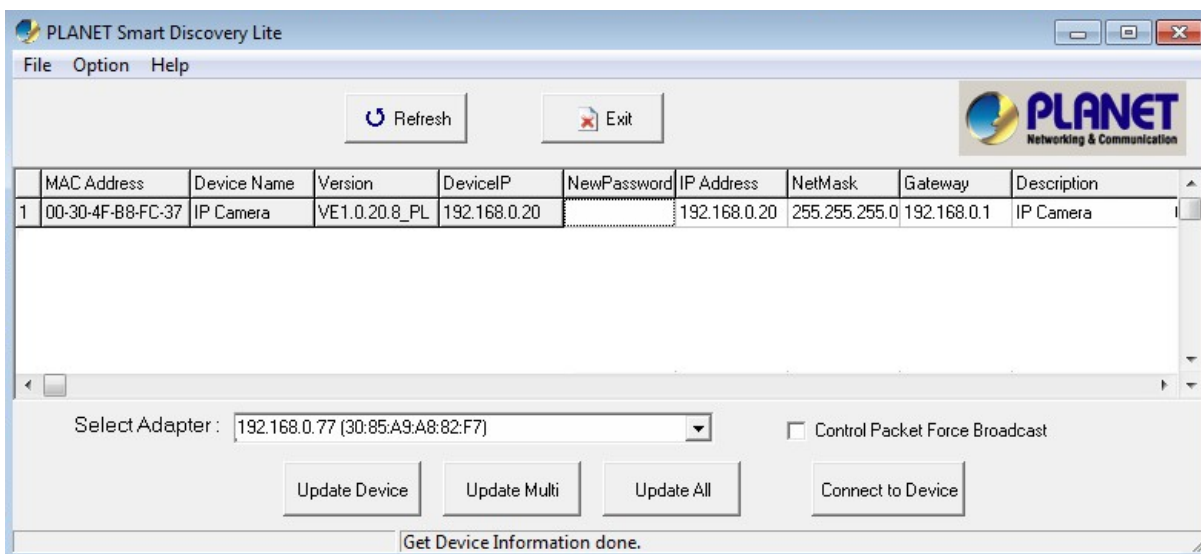 PLANET Smart Discovery Lite
File Option Help
Refresh Exit
PLANET
Networking & Communication
MAC Address Device Name Version DeviceIP NewPassword IP Address NetMask Gateway Description
1 00-30-4F-B8-FC-37 IP Camera VE1.0.20.8_PL 192.168.0.20 192.168.0.20 255.255.255.0 192.168.0.1 IP Camera
Select Adapter : 192.168.0.77 (30:85:A9:A8:82:F7) Control Packet Force Broadcast
Update Device Update Multi Update All Connect to Device
Get Device Information done.